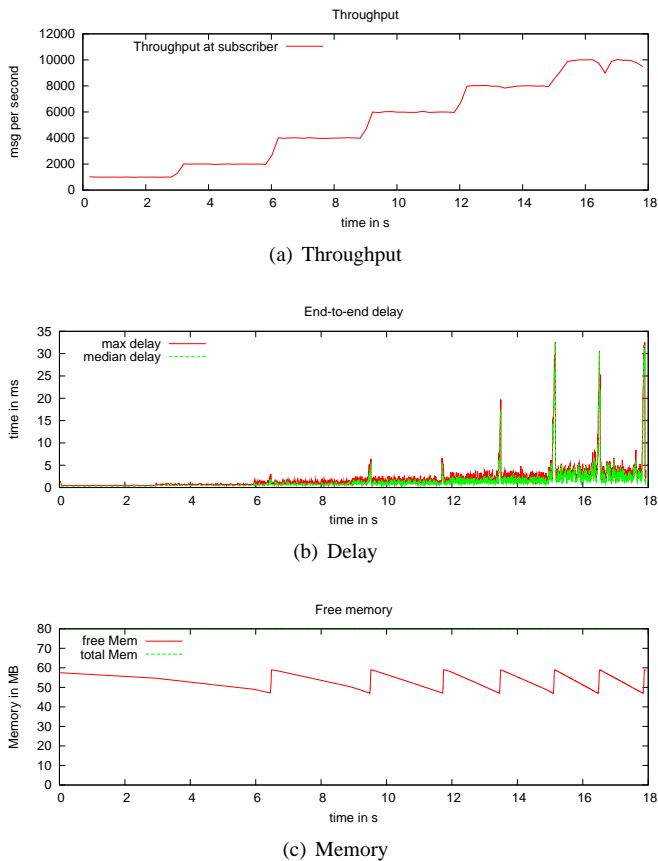 Throughput
Throughput at subscriber
12000
10000
8000
6000
4000
2000
0
msg per second
0 2 4 6 8 10 12 14 16 18
time in s
(a) Throughput
End-to-end delay
max delay
median delay
35
30
25
20
15
10
5
0
time in ms
0 2 4 6 8 10 12 14 16 18
time in s
(b) Delay
Free memory
free Mem
total Mem
80
70
60
50
40
30
20
10
0
Memory in MB
0 2 4 6 8 10 12 14 16 18
time in s
(c) Memory